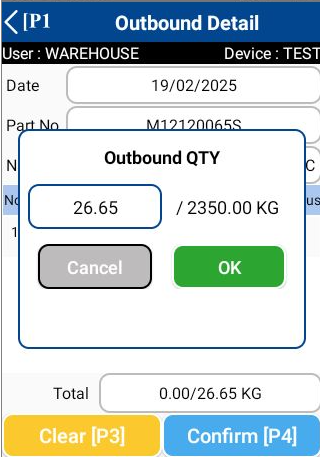 [P1 Outbound Detail
User : WAREHOUSE Device : TEST
Date 19/02/2025
Part No M12120065S
Outbound QTY
26.65 / 2350.00 KG
Cancel OK
Total 0.00/26.65 KG
Clear [P3] Confirm [P4]